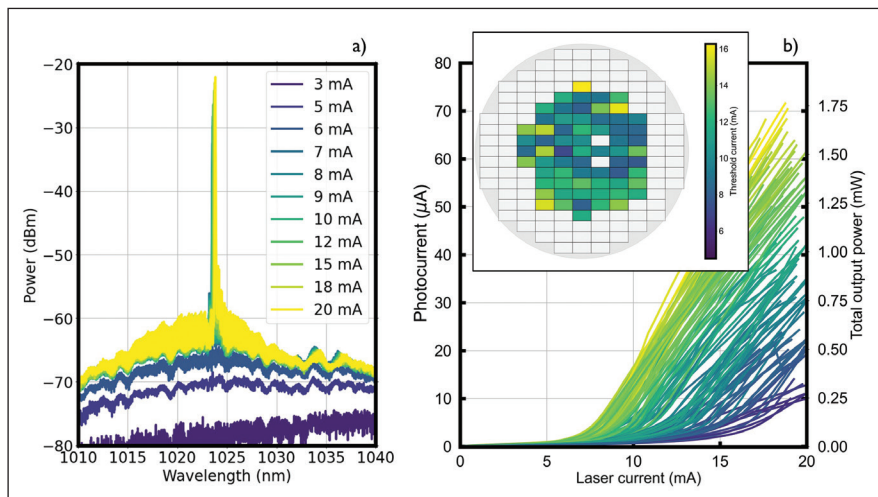 a)
−20
−30
−40
−50
−60
−70
−80
Power (dBm)
1010 1015 1020 1025 1030 1035 1040
Wavelength (nm)
3 mA
5 mA
6 mA
7 mA
8 mA
9 mA
10 mA
12 mA
15 mA
18 mA
20 mA
b)
80
70
60
50
40
30
20
10
0
Photocurrent (μA)
0 5 10 15 20
Laser current (mA)
1.75
1.50
1.25
1.00
0.75
0.50
0.25
0.00
Total output power (mW)
16
14
12
10
8
6
Threshold current (mA)